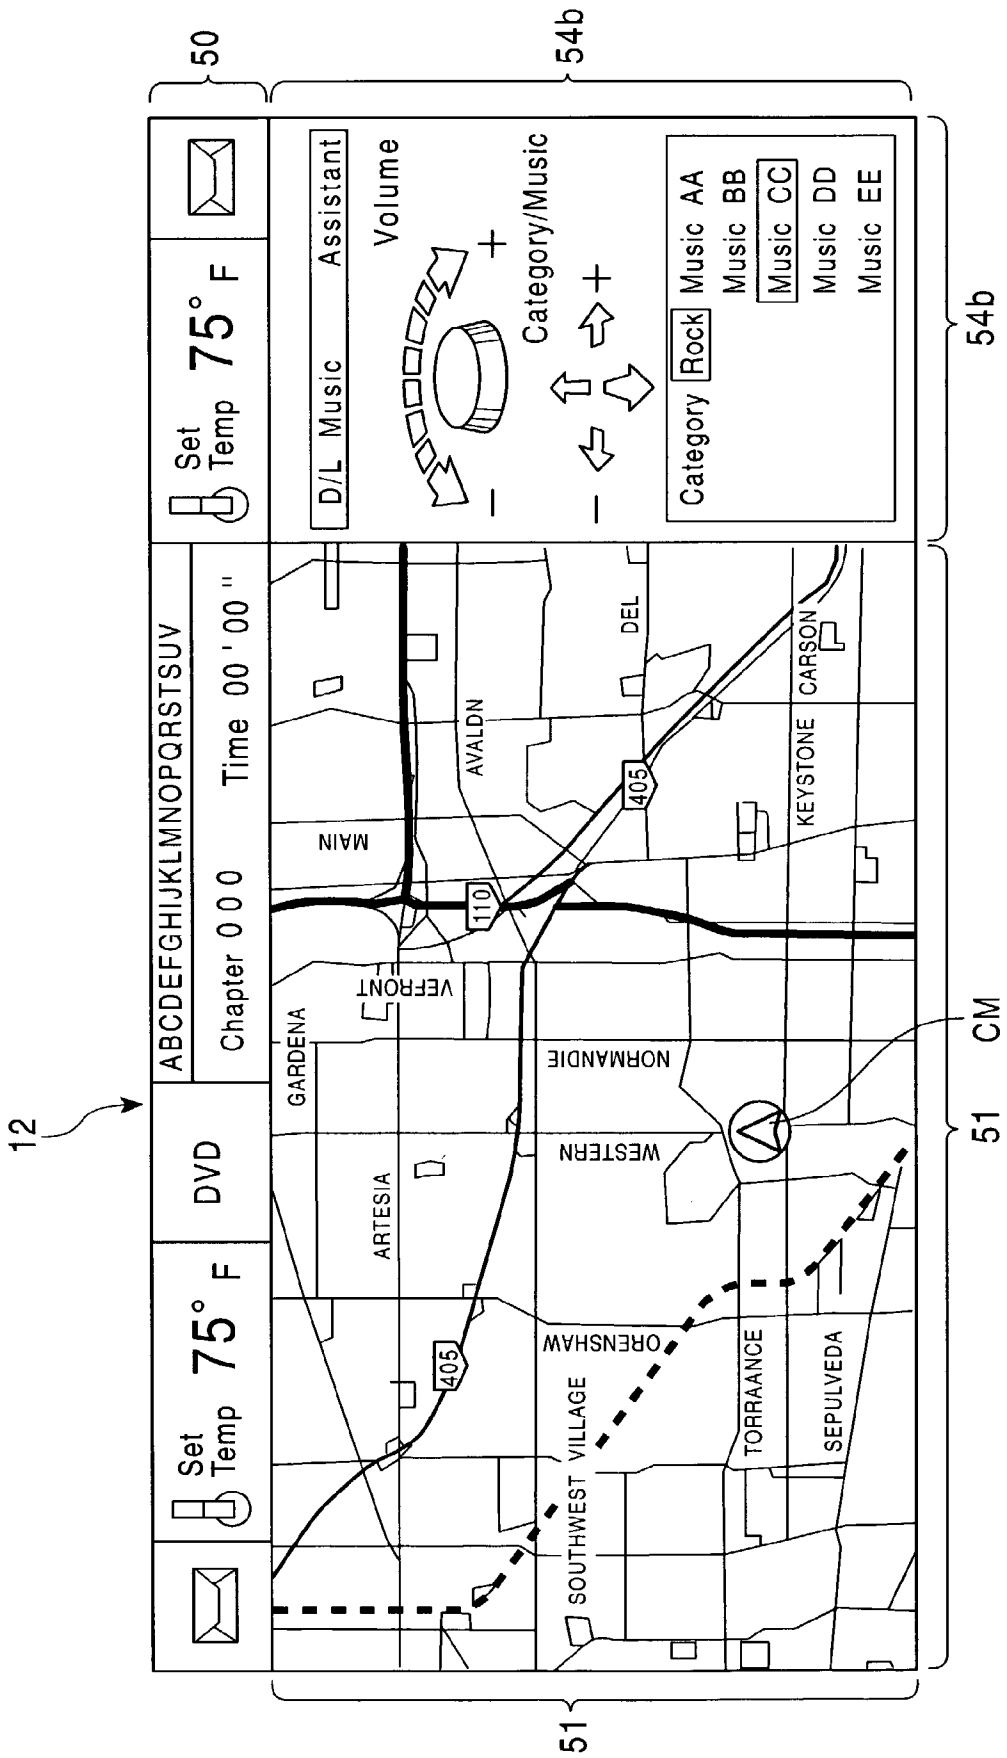 12
50
Set
Temp 75° F
DVD
ABCDEFGHIJKLMNOPQRSTSUV
Chapter 0 0 0 Time 00 ' 00 "
Set
Temp 75° F
51
54b
GARDENA
ARTESIA
VEFRONT
MAIN
AVALDN
110
405
405
DEL
NORMANDIE
WESTERN
ORENSHAW
SOUTHWEST VILLAGE
TORRAANCE
SEPULVEDA
KEYSTONE
CARSON
D/L Music Assistant
Volume
− +
Category/Music
− +
Category Rock Music AA
Music BB
Music CC
Music DD
Music EE
51
CM
54b